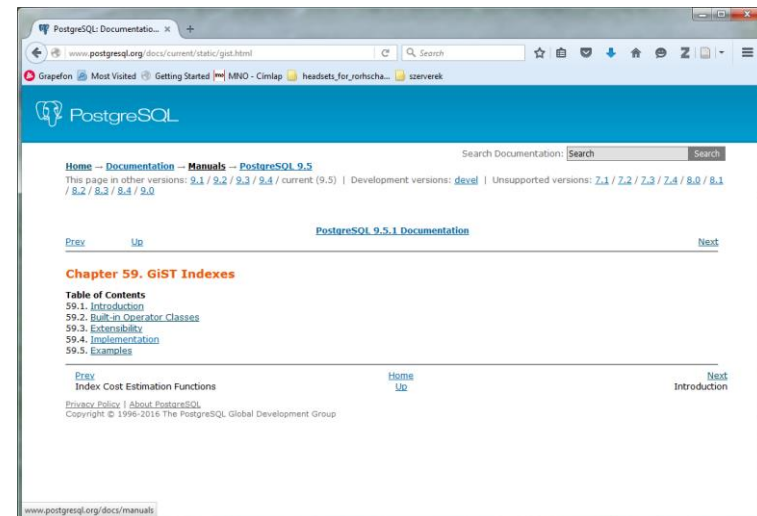 PostgreSQL: Documentatio...
www.postgresql.org/docs/current/static/gist.html
Search
Grapefon Most Visited Getting Started MNO - Cimlap headsets_for_rorhscha... szerverek
PostgreSQL
Search Documentation: Search Search
Home → Documentation → Manuals → PostgreSQL 9.5
This page in other versions: 9.1 / 9.2 / 9.3 / 9.4 / current (9.5) | Development versions: devel | Unsupported versions: 7.1 / 7.2 / 7.3 / 7.4 / 8.0 / 8.1
/ 8.2 / 8.3 / 8.4 / 9.0
PostgreSQL 9.5.1 Documentation
Prev Up Next
Chapter 59. GiST Indexes
Table of Contents
59.1. Introduction
59.2. Built-in Operator Classes
59.3. Extensibility
59.4. Implementation
59.5. Examples
Prev Home Next
Index Cost Estimation Functions Up Introduction
Privacy Policy | About PostgreSQL
Copyright © 1996-2016 The PostgreSQL Global Development Group
www.postgresql.org/docs/manuals